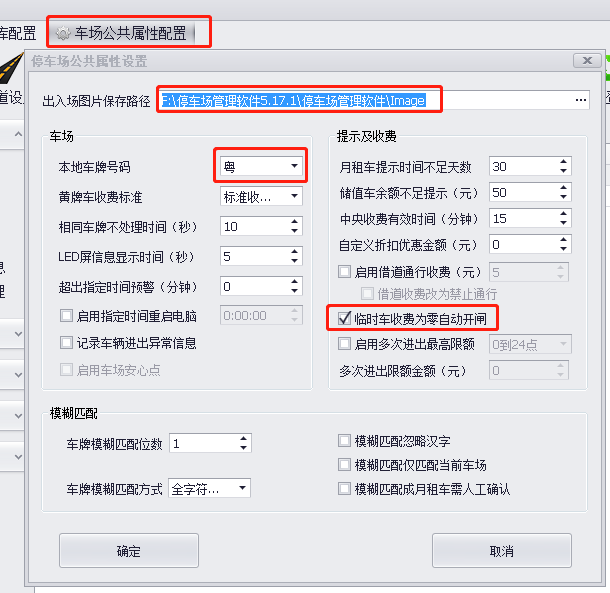 库配置 车场公共属性配置
停车场公共属性设置
道设
出入场图片保存路径 F:\停车场管理软件5.17.1\停车场管理软件\Image ...
车场
本地车牌号码 粤
黄牌车收费标准 标准收...
相同车牌不处理时间（秒） 10
LED屏信息显示时间（秒） 5
超出指定时间预警（分钟） 0
启用指定时间重启电脑 0:00:00
记录车辆进出异常信息
启用车场安心点
提示及收费
月租车提示时间不足天数 30
储值车余额不足提示（元） 50
中央收费有效时间（分钟） 15
自定义折扣优惠金额（元） 0
启用借道通行收费（元） 5
借道收费改为禁止通行
临时车收费为零自动开闸
启用多次进出最高限额 0到24点
多次进出限额金额（元） 0
息
理
模糊匹配
车牌模糊匹配位数 1
车牌模糊匹配方式 全字符...
模糊匹配忽略汉字
模糊匹配仅匹配当前车场
模糊匹配成月租车需人工确认
确定 取消